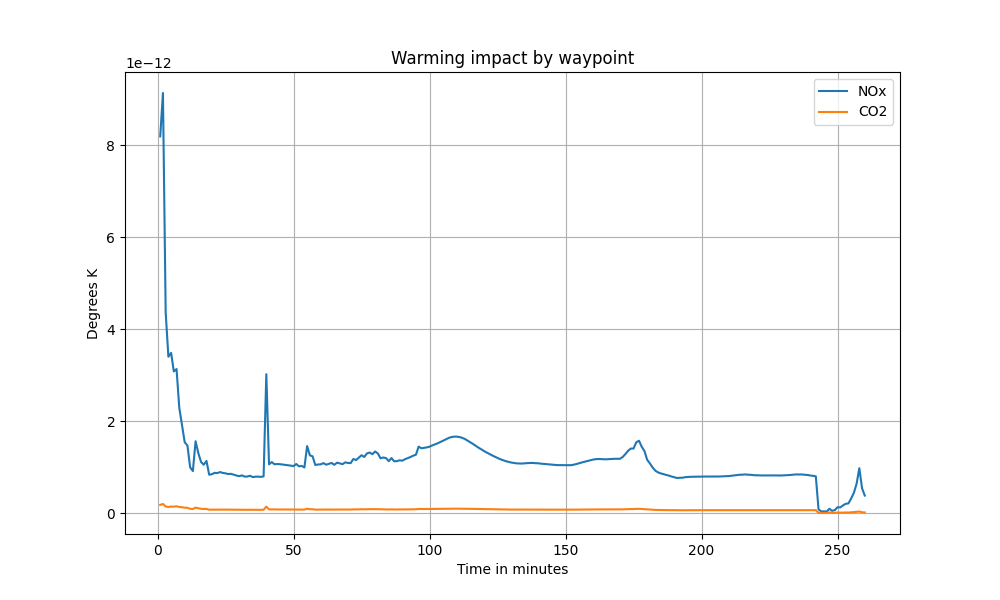 Warming impact by waypoint
1e−12
NOx
CO2
8
6
4
2
0
Degrees K
0 50 100 150 200 250
Time in minutes